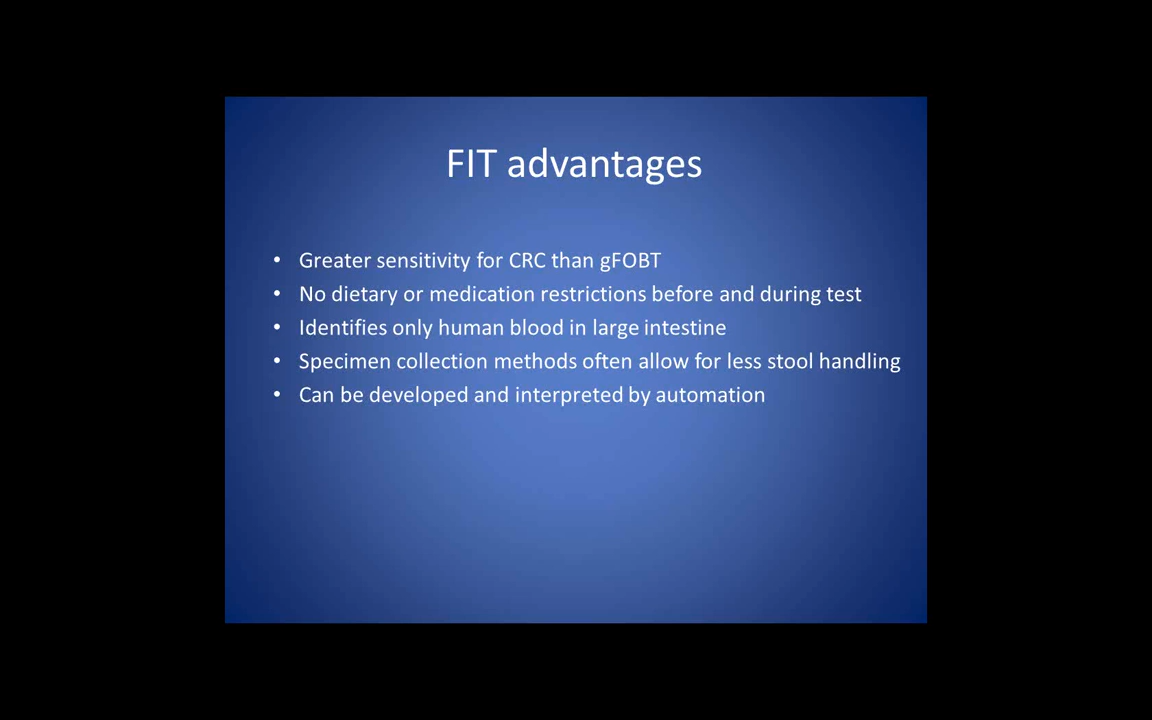 FIT advantages
• Greater sensitivity for CRC than gFOBT
• No dietary or medication restrictions before and during test
• Identifies only human blood in large intestine
• Specimen collection methods often allow for less stool handling
• Can be developed and interpreted by automation